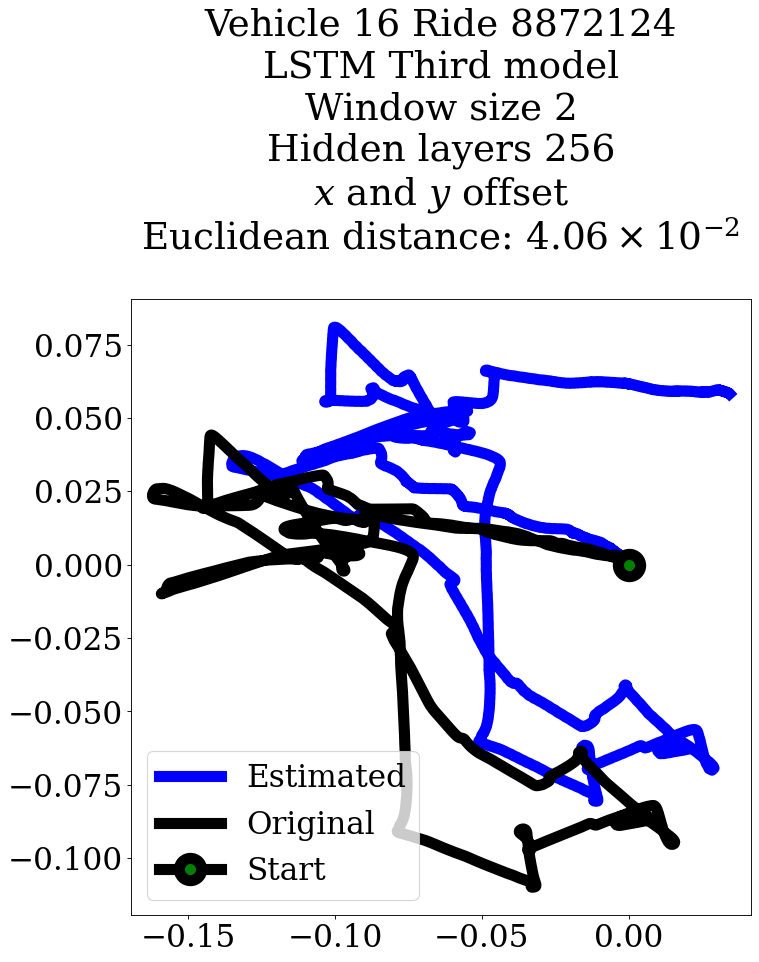 Vehicle 16 Ride 8872124
LSTM Third model
Window size 2
Hidden layers 256
x and y offset
Euclidean distance: 4.06 × 10⁻²
0.075
0.050
0.025
0.000
−0.025
−0.050
−0.075
−0.100
Estimated
Original
Start
−0.15 −0.10 −0.05 0.00